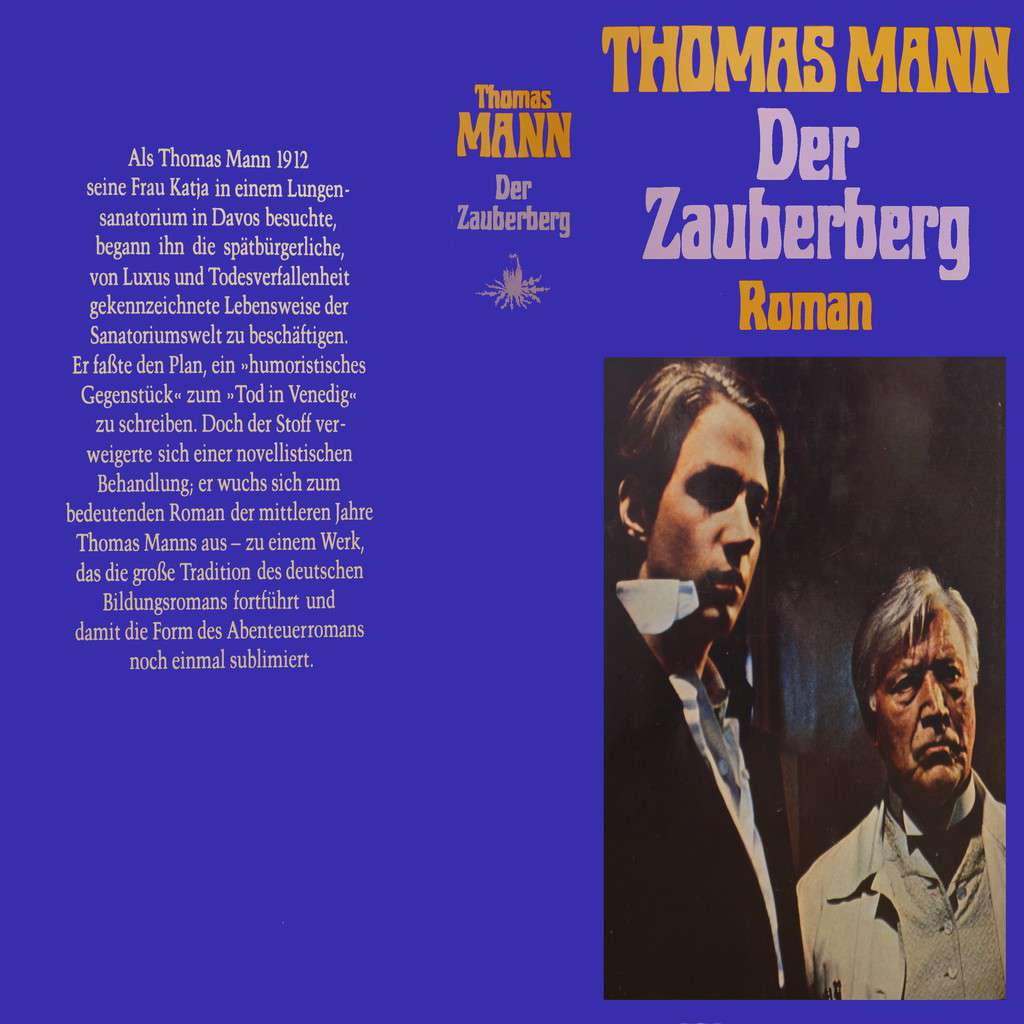 Als Thomas Mann 1912
seine Frau Katja in einem Lungen-
sanatorium in Davos besuchte,
begann ihn die spätbürgerliche,
von Luxus und Todesverfallenheit
gekennzeichnete Lebensweise der
Sanatoriumswelt zu beschäftigen.
Er faßte den Plan, ein »humoristisches
Gegenstück« zum »Tod in Venedig«
zu schreiben. Doch der Stoff ver-
weigerte sich einer novellistischen
Behandlung; er wuchs sich zum
bedeutenden Roman der mittleren Jahre
Thomas Manns aus – zu einem Werk,
das die große Tradition des deutschen
Bildungsromans fortführt und
damit die Form des Abenteuerromans
noch einmal sublimiert.
Thomas
MANN
Der
Zauberberg
THOMAS MANN
Der
Zauberberg
Roman